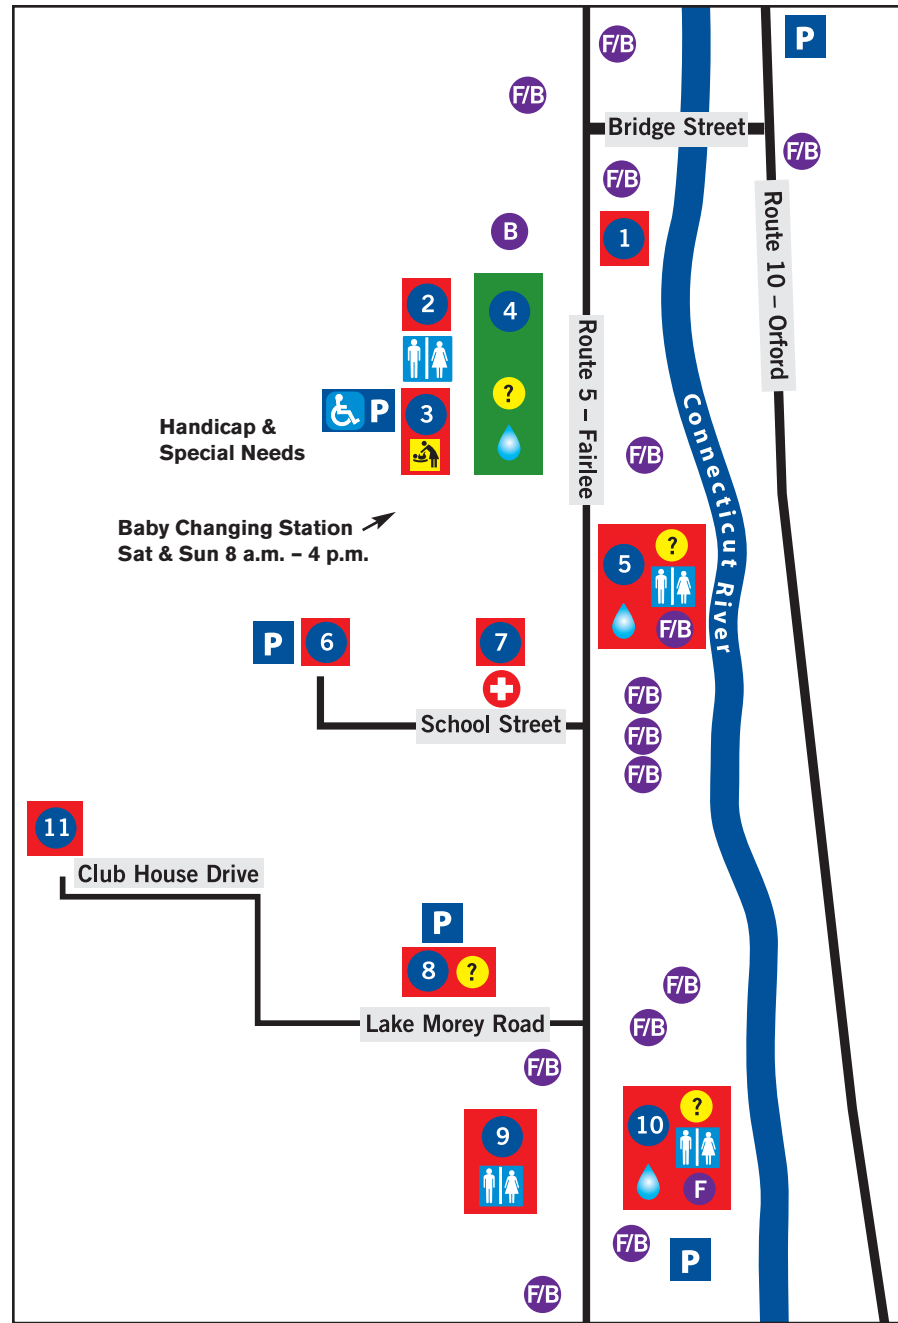 F/B
P
F/B
Bridge Street
F/B
F/B
B
1
Route 10 – Orford
2
4
Route 5 – Fairlee
?
P
3
Handicap &
Special Needs
Connecticut River
F/B
Baby Changing Station
Sat & Sun 8 a.m. – 4 p.m.
?
5
F/B
P
6
7
F/B
School Street
F/B
F/B
11
Club House Drive
P
8
?
F/B
Lake Morey Road
F/B
F/B
?
9
10
F
F/B
P
F/B